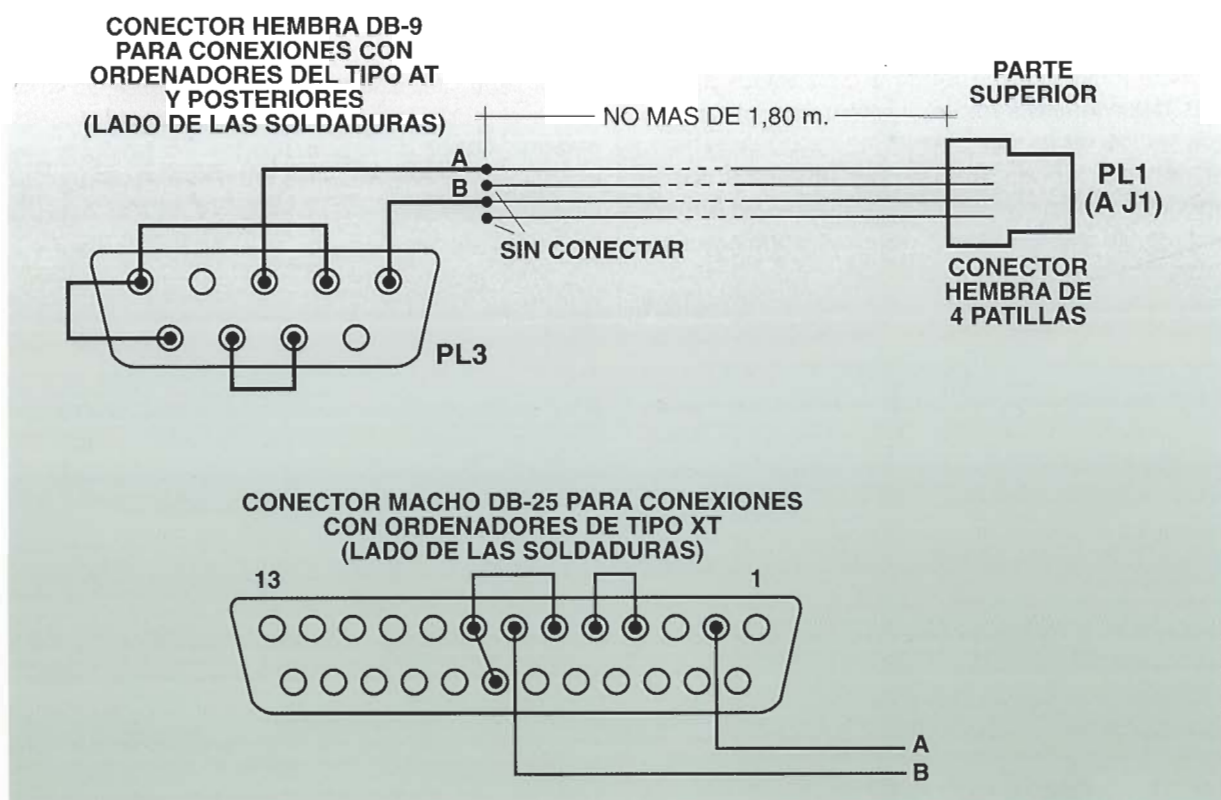 CONECTOR HEMBRA DB-9
PARA CONEXIONES CON
ORDENADORES DEL TIPO AT
Y POSTERIORES
(LADO DE LAS SOLDADURAS)
NO MAS DE 1,80 m.
PARTE
SUPERIOR
A
B
SIN CONECTAR
PL1
(A J1)
CONECTOR
HEMBRA DE
4 PATILLAS
PL3
CONECTOR MACHO DB-25 PARA CONEXIONES
CON ORDENADORES DE TIPO XT
(LADO DE LAS SOLDADURAS)
13
1
A
B